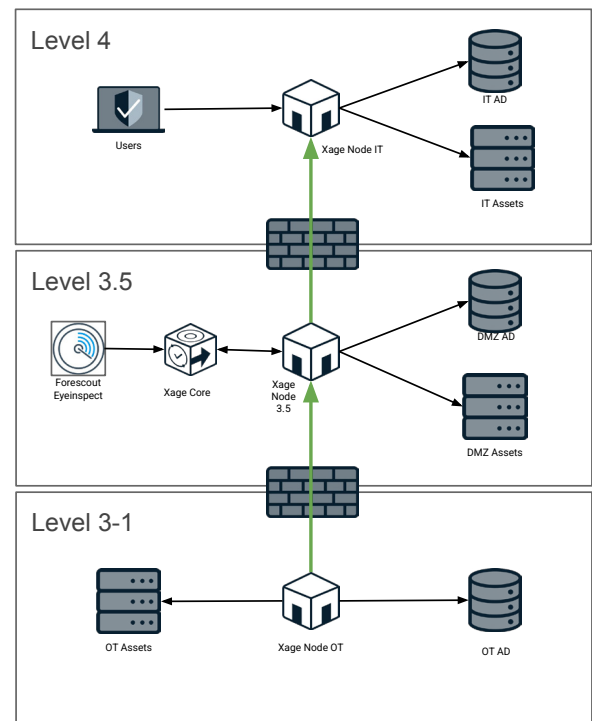 Level 4
IT AD
Users
Xage Node IT
IT Assets
Level 3.5
DMZ AD
Forescout
Eyeinspect
Xage Core
Xage
Node
3.5
DMZ Assets
Level 3-1
OT Assets
Xage Node OT
OT AD